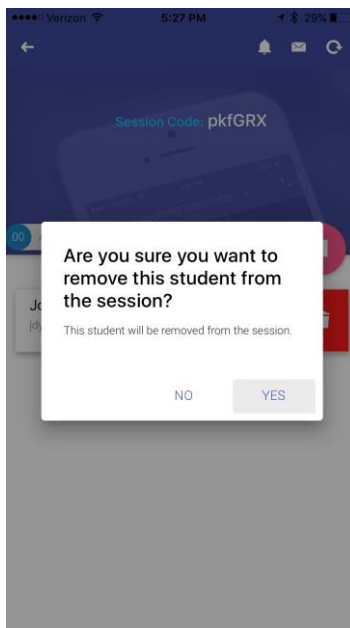 Verizon 5:27 PM 29%
Session Code: pkfGRX
00
Are you sure you want to
remove this student from
the session?
This student will be removed from the session.
NO YES